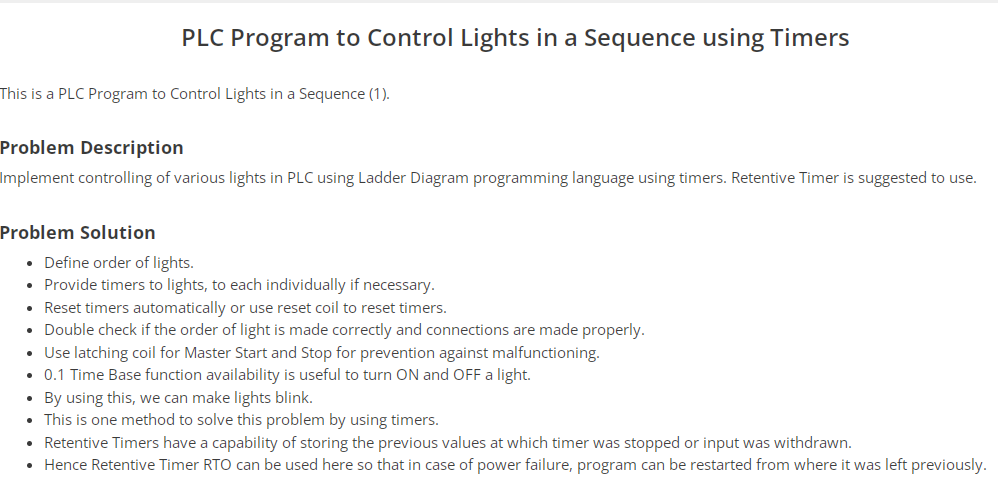 PLC Program to Control Lights in a Sequence using Timers
This is a PLC Program to Control Lights in a Sequence (1).
Problem Description
Implement controlling of various lights in PLC using Ladder Diagram programming language using timers. Retentive Timer is suggested to use.
Problem Solution
• Define order of lights.
• Provide timers to lights, to each individually if necessary.
• Reset timers automatically or use reset coil to reset timers.
• Double check if the order of light is made correctly and connections are made properly.
• Use latching coil for Master Start and Stop for prevention against malfunctioning.
• 0.1 Time Base function availability is useful to turn ON and OFF a light.
• By using this, we can make lights blink.
• This is one method to solve this problem by using timers.
• Retentive Timers have a capability of storing the previous values at which timer was stopped or input was withdrawn.
• Hence Retentive Timer RTO can be used here so that in case of power failure, program can be restarted from where it was left previously.